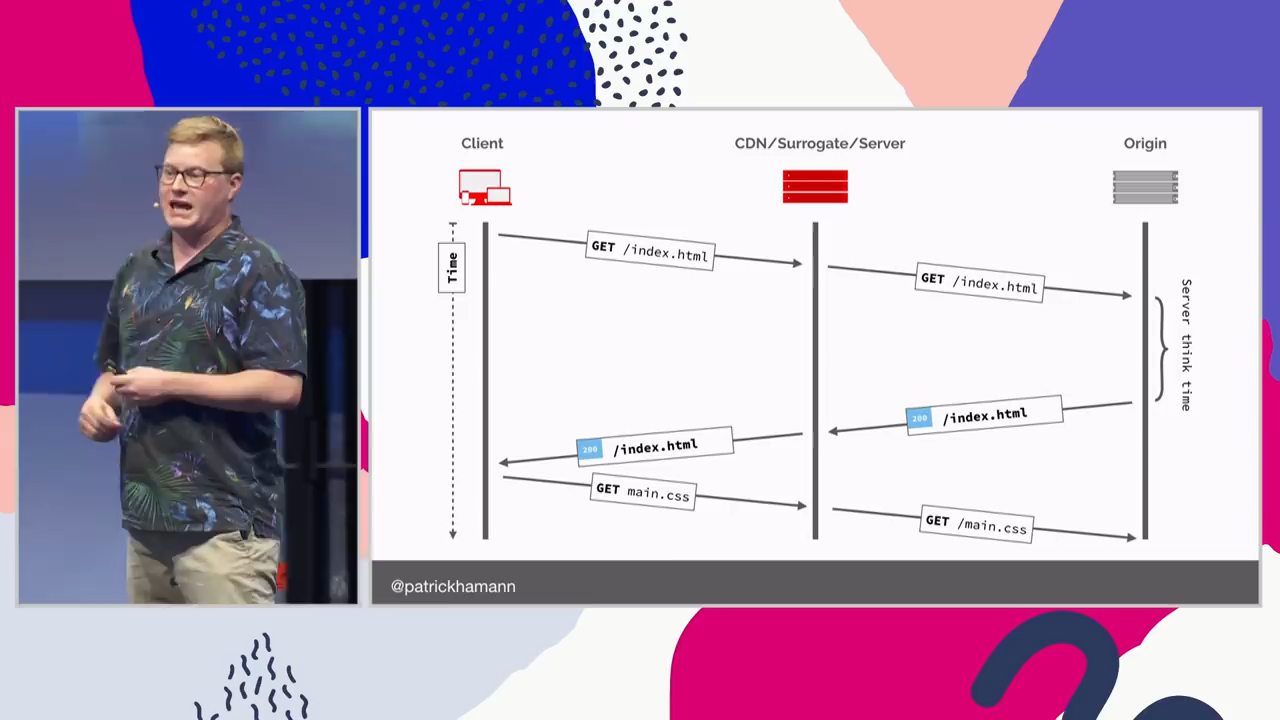 Client
CDN/Surrogate/Server
Origin
Time
GET /index.html
GET /index.html
Server think time
200 /index.html
200 /index.html
GET main.css
GET /main.css
@patrickhamann